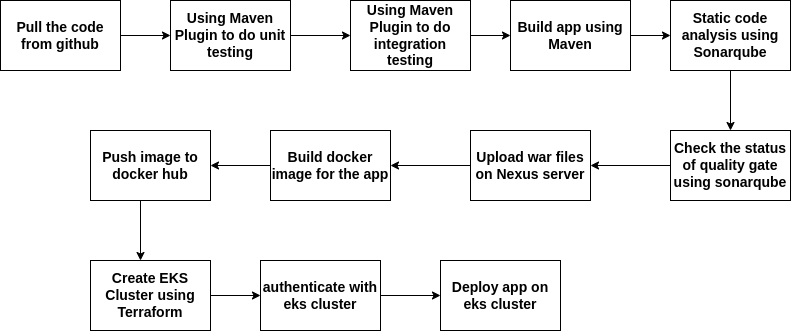 Pull the code
from github
Using Maven
Plugin to do unit
testing
Using Maven
Plugin to do
integration
testing
Build app using
Maven
Static code
analysis using
Sonarqube
Check the status
of quality gate
using sonarqube
Upload war files
on Nexus server
Build docker
image for the app
Push image to
docker hub
Create EKS
Cluster using
Terraform
authenticate with
eks cluster
Deploy app on
eks cluster